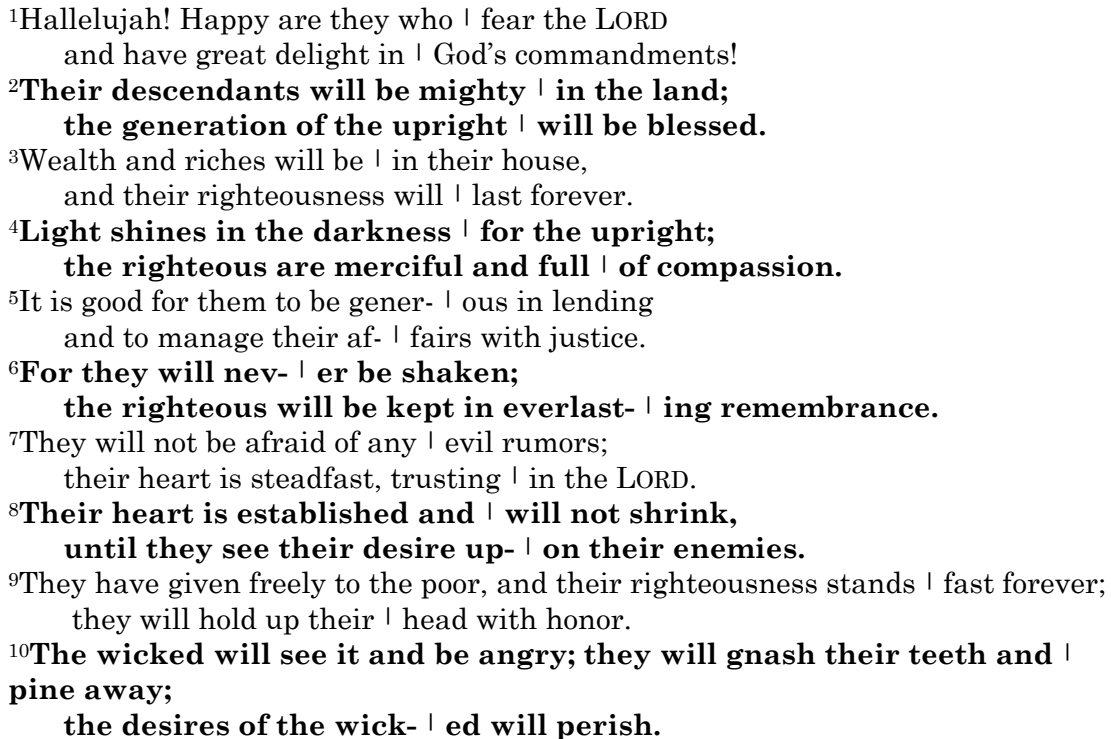 ¹Hallelujah! Happy are they who | fear the LORD
and have great delight in | God’s commandments!
²Their descendants will be mighty | in the land;
the generation of the upright | will be blessed.
³Wealth and riches will be | in their house,
and their righteousness will | last forever.
⁴Light shines in the darkness | for the upright;
the righteous are merciful and full | of compassion.
⁵It is good for them to be gener- | ous in lending
and to manage their af- | fairs with justice.
⁶For they will nev- | er be shaken;
the righteous will be kept in everlast- | ing remembrance.
⁷They will not be afraid of any | evil rumors;
their heart is steadfast, trusting | in the LORD.
⁸Their heart is established and | will not shrink,
until they see their desire up- | on their enemies.
⁹They have given freely to the poor, and their righteousness stands | fast forever;
they will hold up their | head with honor.
¹⁰The wicked will see it and be angry; they will gnash their teeth and |
pine away;
the desires of the wick- | ed will perish.